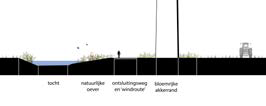 tocht
natuurlijke
oever
ontsluitingsweg
en 'windroute'
bloemrijke
akkerrand